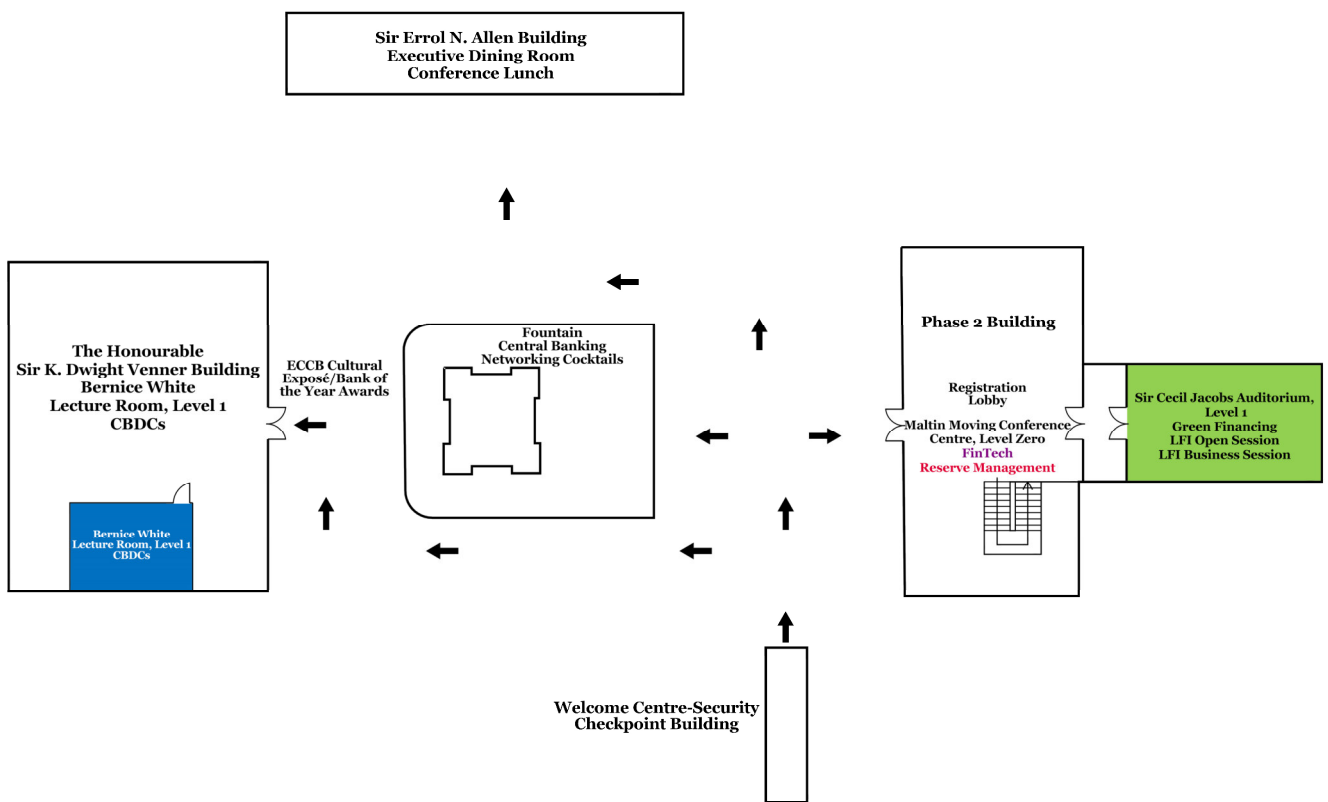 Sir Errol N. Allen Building
Executive Dining Room
Conference Lunch
The Honourable
Sir K. Dwight Venner Building
Bernice White
Lecture Room, Level 1
CBDCs
Bernice White
Lecture Room, Level 1
CBDCs
ECCB Cultural
Exposé/Bank of
the Year Awards
Fountain
Central Banking
Networking Cocktails
Phase 2 Building
Registration
Lobby
Maltin Moving Conference
Centre, Level Zero
FinTech
Reserve Management
Sir Cecil Jacobs Auditorium,
Level 1
Green Financing
LFI Open Session
LFI Business Session
Welcome Centre-Security
Checkpoint Building